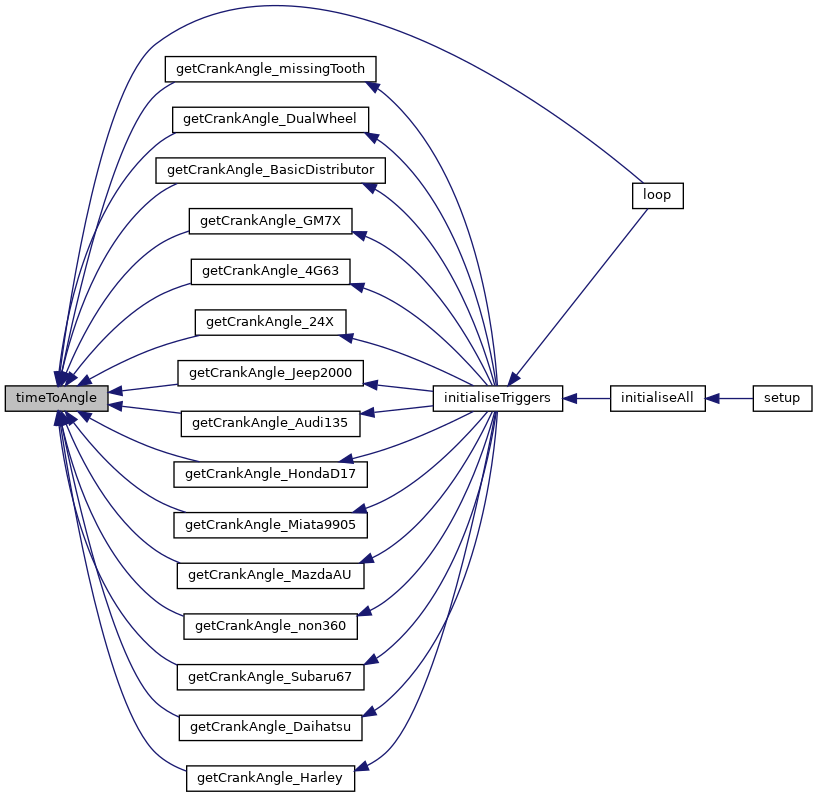 getCrankAngle_missingTooth
getCrankAngle_DualWheel
getCrankAngle_BasicDistributor
loop
getCrankAngle_GM7X
getCrankAngle_4G63
getCrankAngle_24X
getCrankAngle_Jeep2000
timeToAngle
initialiseTriggers
initialiseAll
setup
getCrankAngle_Audi135
getCrankAngle_HondaD17
getCrankAngle_Miata9905
getCrankAngle_MazdaAU
getCrankAngle_non360
getCrankAngle_Subaru67
getCrankAngle_Daihatsu
getCrankAngle_Harley